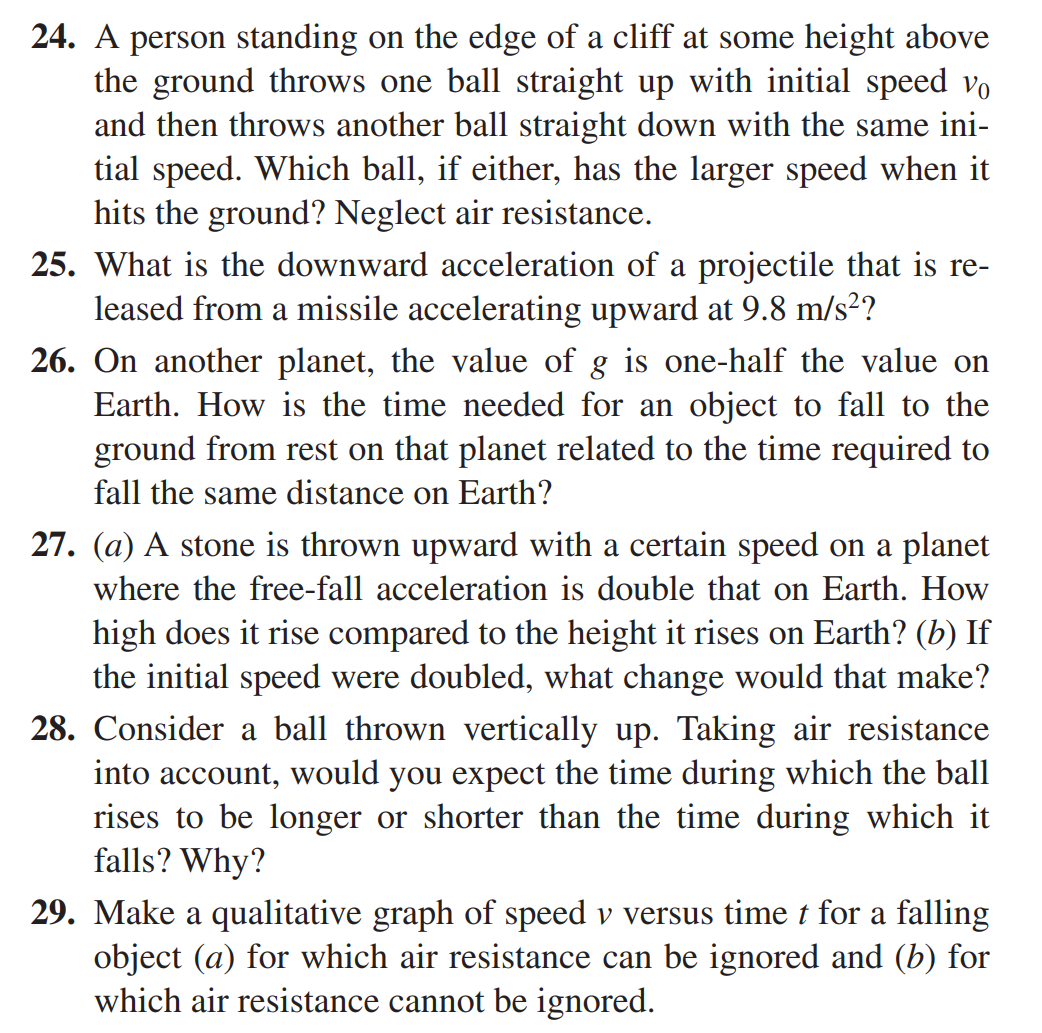 24. A person standing on the edge of a cliff at some height above
the ground throws one ball straight up with initial speed v₀
and then throws another ball straight down with the same ini-
tial speed. Which ball, if either, has the larger speed when it
hits the ground? Neglect air resistance.
25. What is the downward acceleration of a projectile that is re-
leased from a missile accelerating upward at 9.8 m/s²?
26. On another planet, the value of g is one-half the value on
Earth. How is the time needed for an object to fall to the
ground from rest on that planet related to the time required to
fall the same distance on Earth?
27. (a) A stone is thrown upward with a certain speed on a planet
where the free-fall acceleration is double that on Earth. How
high does it rise compared to the height it rises on Earth? (b) If
the initial speed were doubled, what change would that make?
28. Consider a ball thrown vertically up. Taking air resistance
into account, would you expect the time during which the ball
rises to be longer or shorter than the time during which it
falls? Why?
29. Make a qualitative graph of speed v versus time t for a falling
object (a) for which air resistance can be ignored and (b) for
which air resistance cannot be ignored.